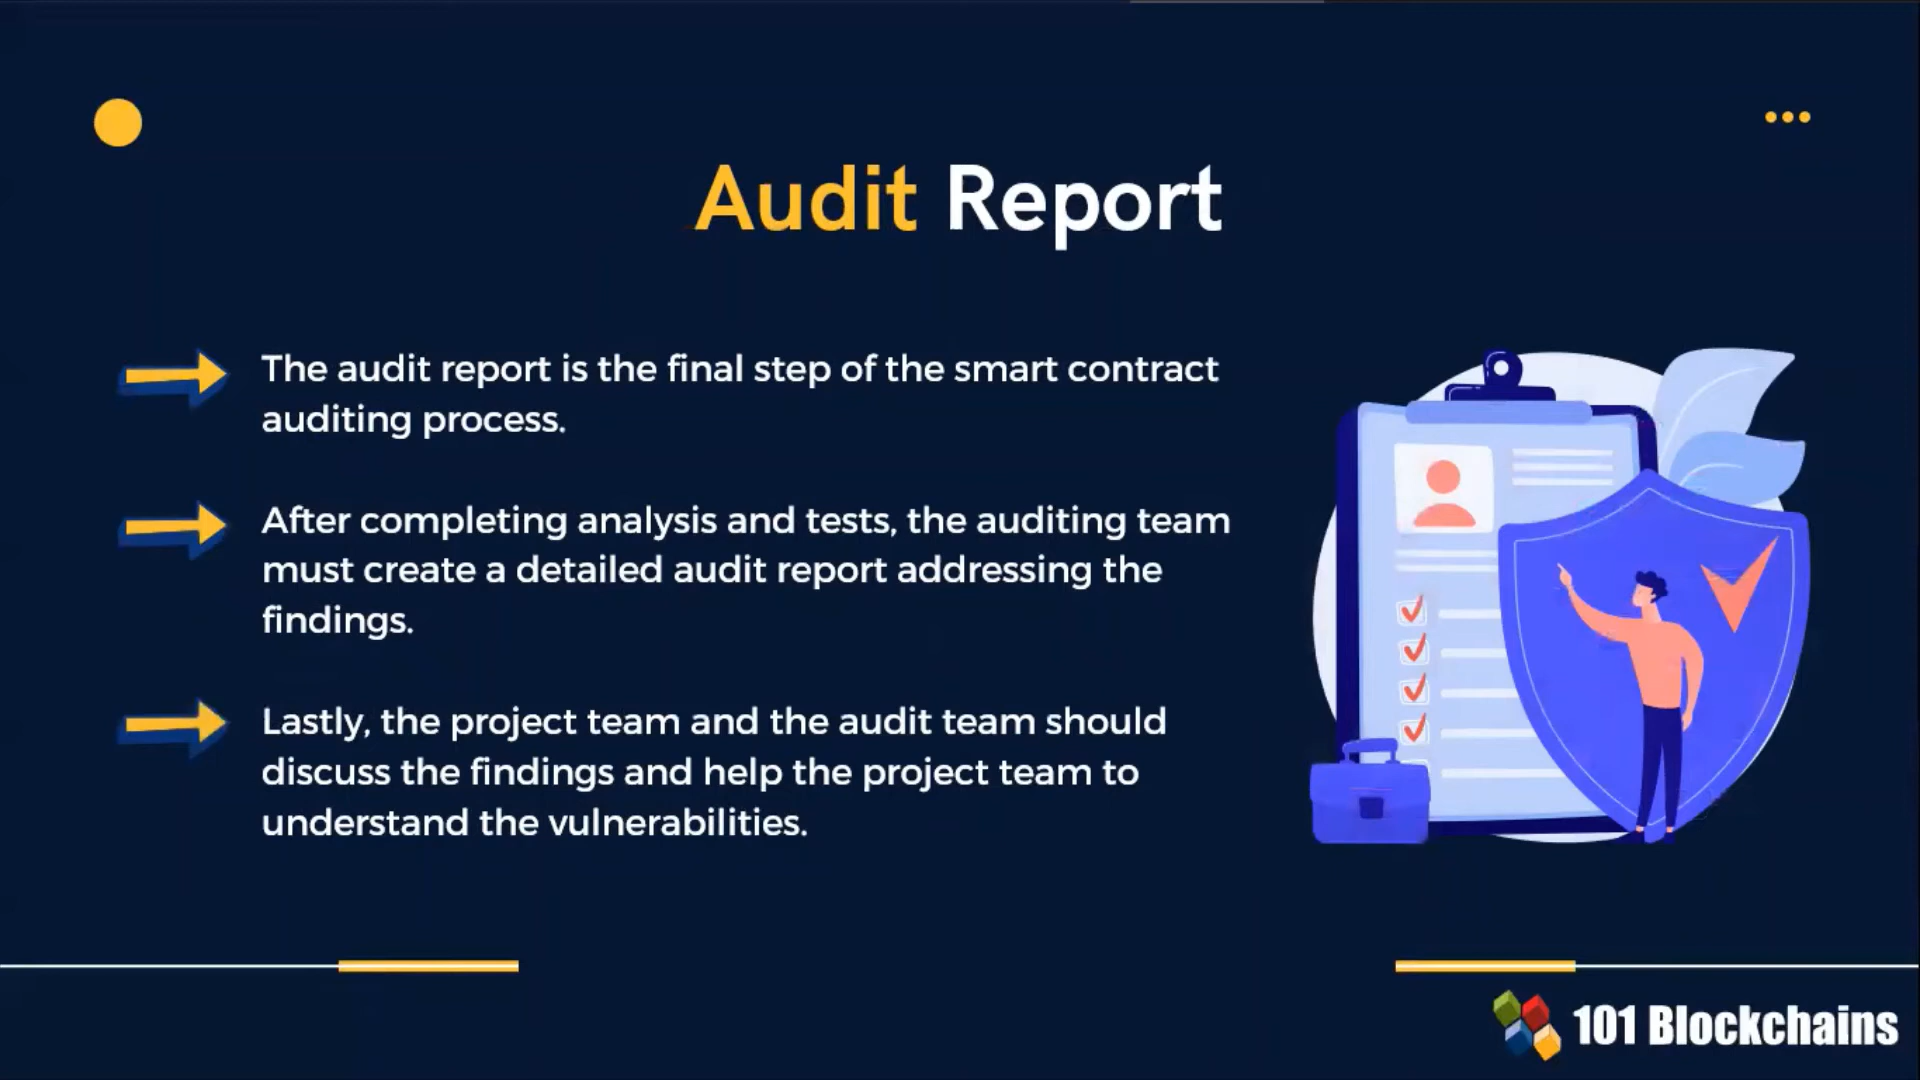 Audit Report
The audit report is the final step of the smart contract
auditing process.
After completing analysis and tests, the auditing team
must create a detailed audit report addressing the
findings.
Lastly, the project team and the audit team should
discuss the findings and help the project team to
understand the vulnerabilities.
101 Blockchains